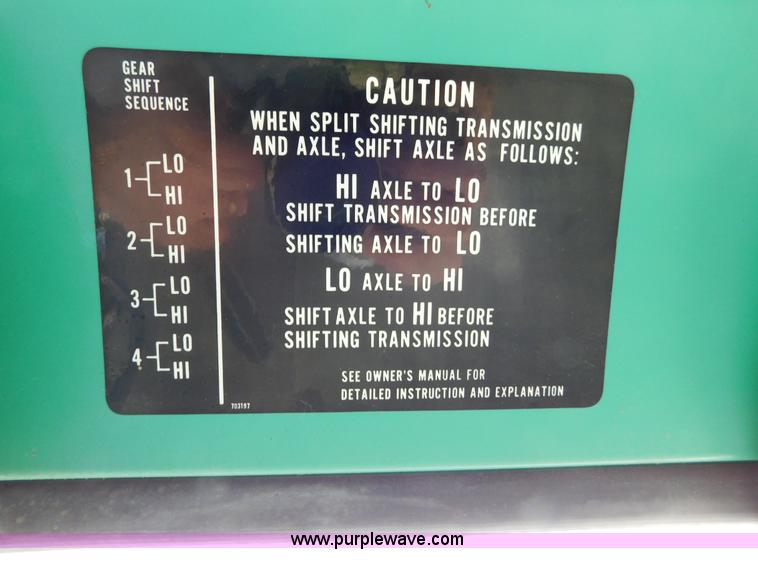 GEAR
SHIFT
SEQUENCE
1 LO
HI
2 LO
HI
3 LO
HI
4 LO
HI
CAUTION
WHEN SPLIT SHIFTING TRANSMISSION
AND AXLE, SHIFT AXLE AS FOLLOWS:
HI AXLE TO LO
SHIFT TRANSMISSION BEFORE
SHIFTING AXLE TO LO
LO AXLE TO HI
SHIFT AXLE TO HI BEFORE
SHIFTING TRANSMISSION
SEE OWNER'S MANUAL FOR
DETAILED INSTRUCTION AND EXPLANATION
703197
www.purplewave.com